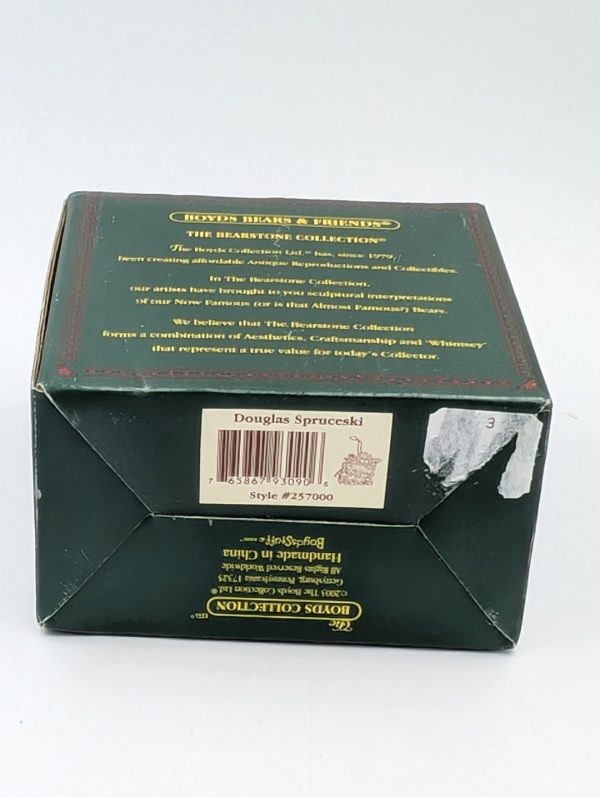 BOYDS BEARS & FRIENDS®
THE BEARSTONE COLLECTION®
The Boyds Collection Ltd.® has, since 1979,
been creating affordable Antique Reproductions and Collectibles.
In The Bearstone Collection,
our artists have brought to you sculptural interpretations
of our Now Famous (or is that Almost Famous?) Bears.
We believe that The Bearstone Collection
forms a combination of Aesthetics, Craftsmanship and 'Whimsey'
that represent a true value for today's Collector.
Douglas Spruceski
7 65867 93090 6
Style #257000
3
The
BOYDS COLLECTION LTD.®
©2003 The Boyds Collection Ltd.®
Gettysburg, Pennsylvania 17325
All Rights Reserved Worldwide
Handmade in China
BoydsStuff.com